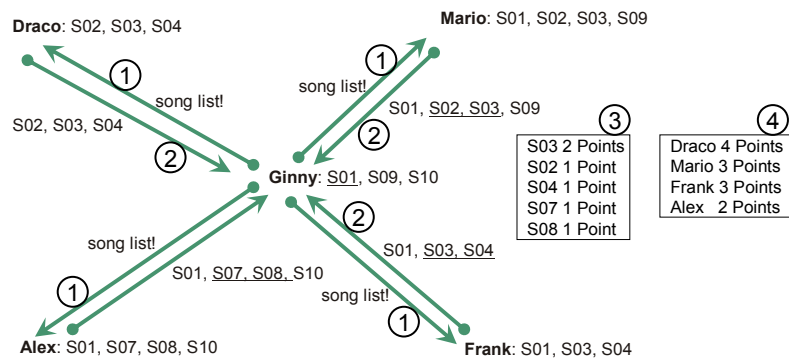 Draco: S02, S03, S04
Mario: S01, S02, S03, S09
1
song list!
1
song list!
S02, S03, S04
2
S01, S02, S03, S09
2
3
S03 2 Points
S02 1 Point
S04 1 Point
S07 1 Point
S08 1 Point
4
Draco 4 Points
Mario 3 Points
Frank 3 Points
Alex 2 Points
Ginny: S01, S09, S10
song list!
1
S01, S07, S08, S10
2
S01, S03, S04
song list!
1
Alex: S01, S07, S08, S10
Frank: S01, S03, S04